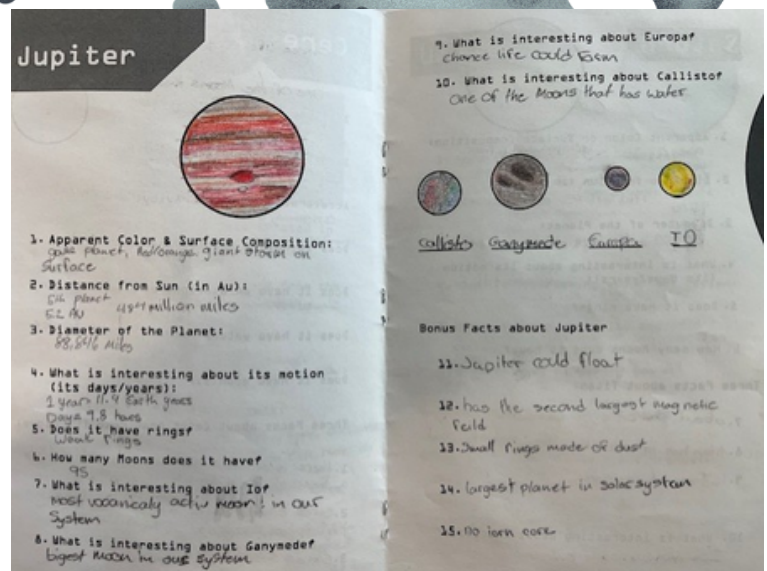 Jupiter
1. Apparent Color & Surface Composition:
gass planet, Red/orange, giant storm on
Surface
2. Distance from Sun (in Au):
5th planet
5.2 AU 484 million miles
3. Diameter of the Planet:
88,846 miles
4. What is interesting about its motion
(its days/years):
1 year= 11.9 Earth years
Day= 9.8 hours
5. Does it have rings?
Weak rings
6. How many Moons does it have?
95
7. What is interesting about Io?
most vocanicaly activ moon in our
System
8. What is interesting about Ganymede?
bigest moon in our system
9. What is interesting about Europa?
chance life could form
10. What is interesting about Callisto?
one of the Moons that has water
Callisto Ganymede Europa IO
Bonus Facts about Jupiter
11. Jupiter could float
12. has the second largest magnetic
feild
13. Small rings made of dust
14. largest planet in solar system
15. no iorn core